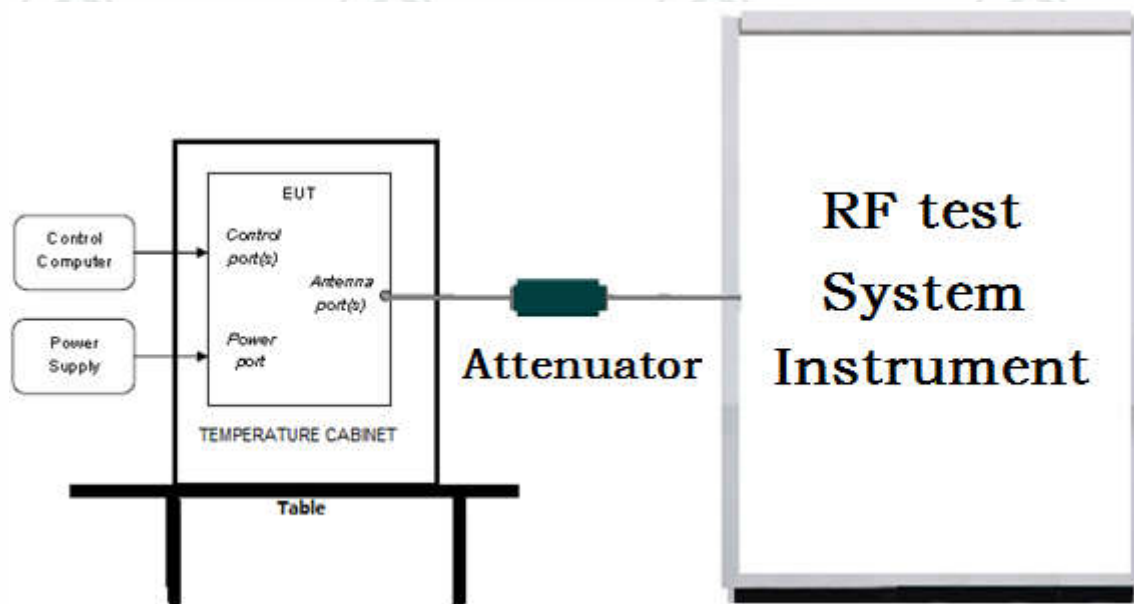 Control
Computer
Power
Supply
EUT
Control
port(s)
Antenna
port(s)
Power
port
TEMPERATURE CABINET
Table
Attenuator
RF test
System
Instrument